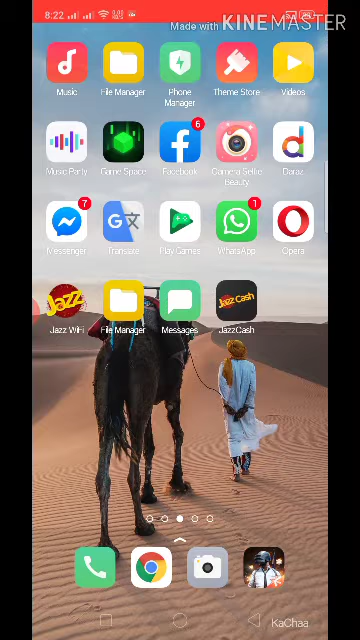 8:22
Made with KINEMASTER
Music
File Manager
Phone Manager
Theme Store
Videos
Music Party
Game Space
6
Facebook
Camera Selfie Beauty
d
Daraz
7
Messenger
G文
Translate
Play Games
1
WhatsApp
Opera
Jazz
Jazz WiFi
File Manager
Messages
JazzCash
JazzCash
KaChaa